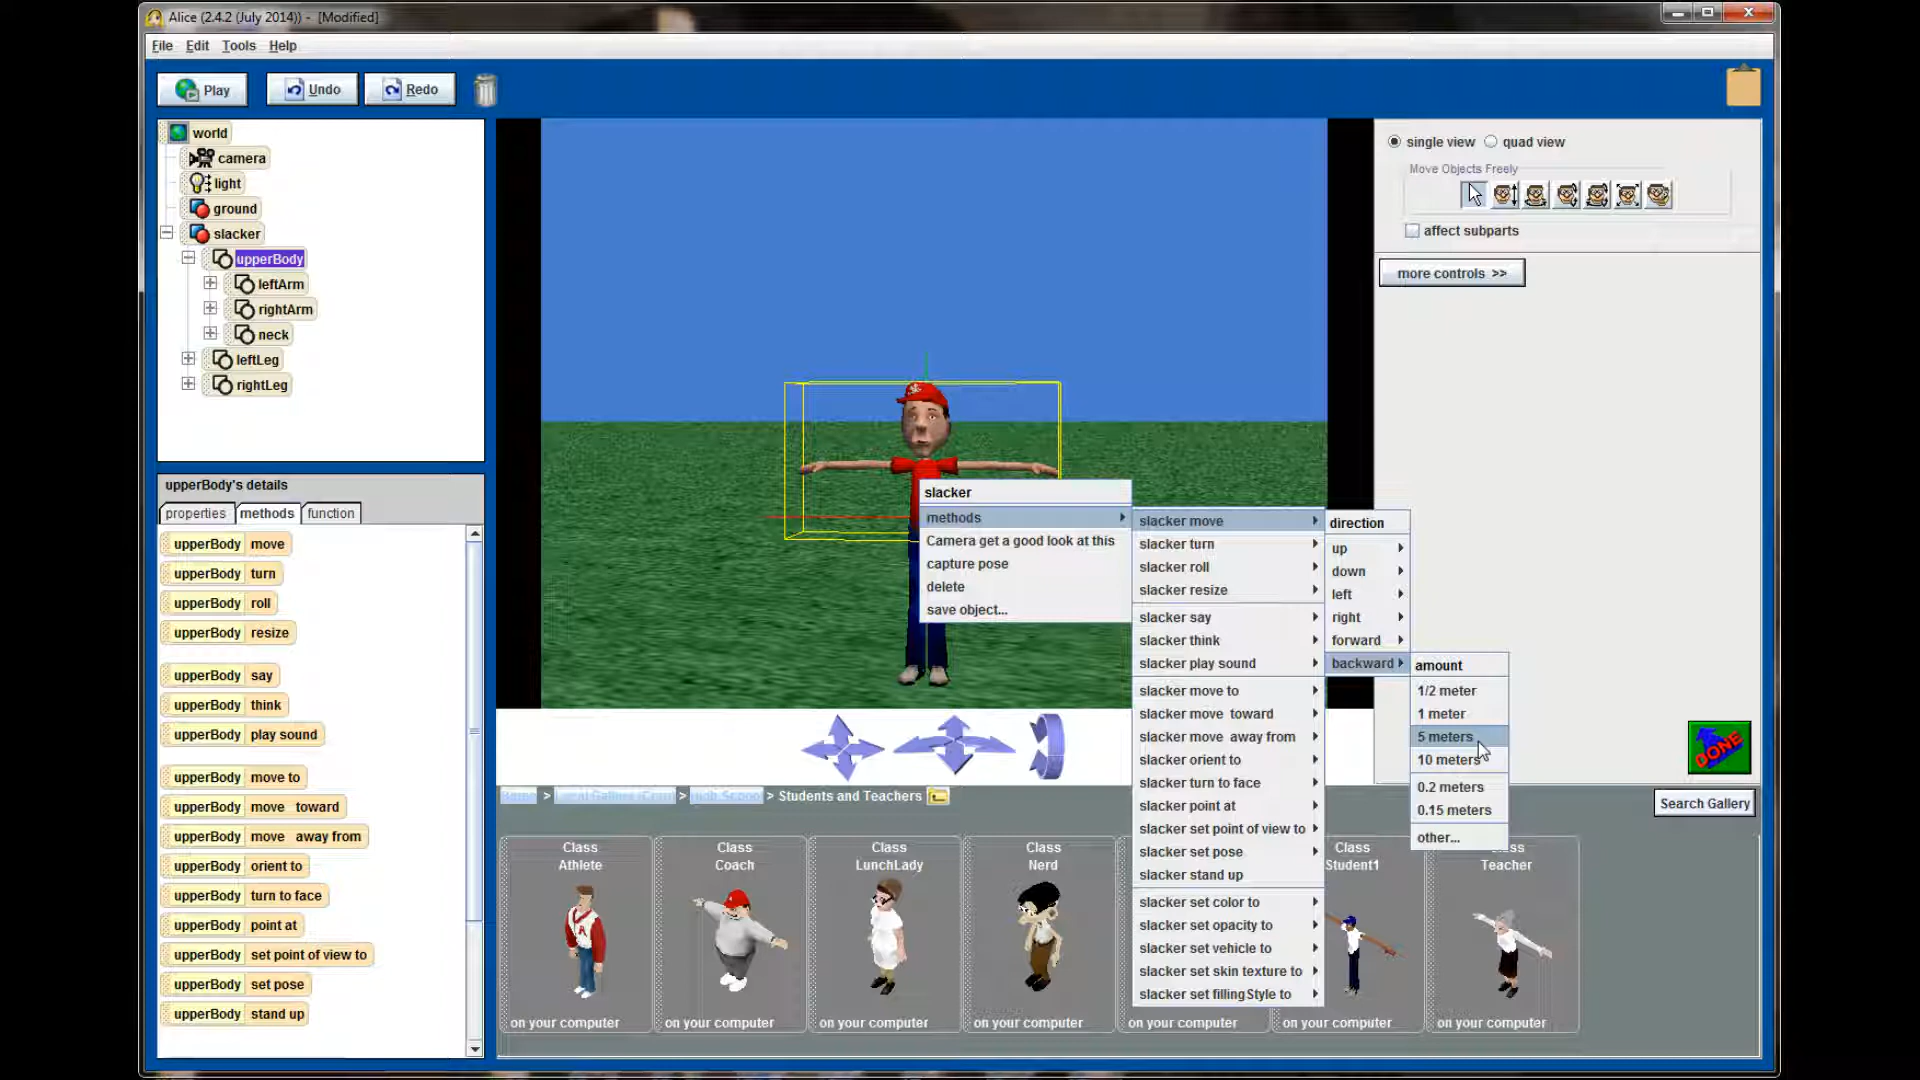 Alice (2.4.2 (July 2014)) - [Modified]
File Edit Tools Help
Play Undo Redo
world
camera
light
ground
slacker
upperBody
leftArm
rightArm
neck
leftLeg
rightLeg
upperBody's details
properties methods function
upperBody move
upperBody turn
upperBody roll
upperBody resize
upperBody say
upperBody think
upperBody play sound
upperBody move to
upperBody move toward
upperBody move away from
upperBody orient to
upperBody turn to face
upperBody point at
upperBody set point of view to
upperBody set pose
upperBody stand up
single view quad view
Move Objects Freely
affect subparts
more controls >>
slacker
methods
Camera get a good look at this
capture pose
delete
save object...
slacker move
slacker turn
slacker roll
slacker resize
slacker say
slacker think
slacker play sound
slacker move to
slacker move toward
slacker move away from
slacker orient to
slacker turn to face
slacker point at
slacker set point of view to
slacker set pose
slacker stand up
slacker set color to
slacker set opacity to
slacker set vehicle to
slacker set skin texture to
slacker set fillingStyle to
direction
up
down
left
right
forward
backward
amount
1/2 meter
1 meter
5 meters
10 meters
0.2 meters
0.15 meters
other...
DONE
> > > Students and Teachers
Search Gallery
Class
Athlete
on your computer
Class
Coach
on your computer
Class
LunchLady
on your computer
Class
Nerd
on your computer
on your computer
Class
Student1
on your computer
Class
Teacher
on your computer